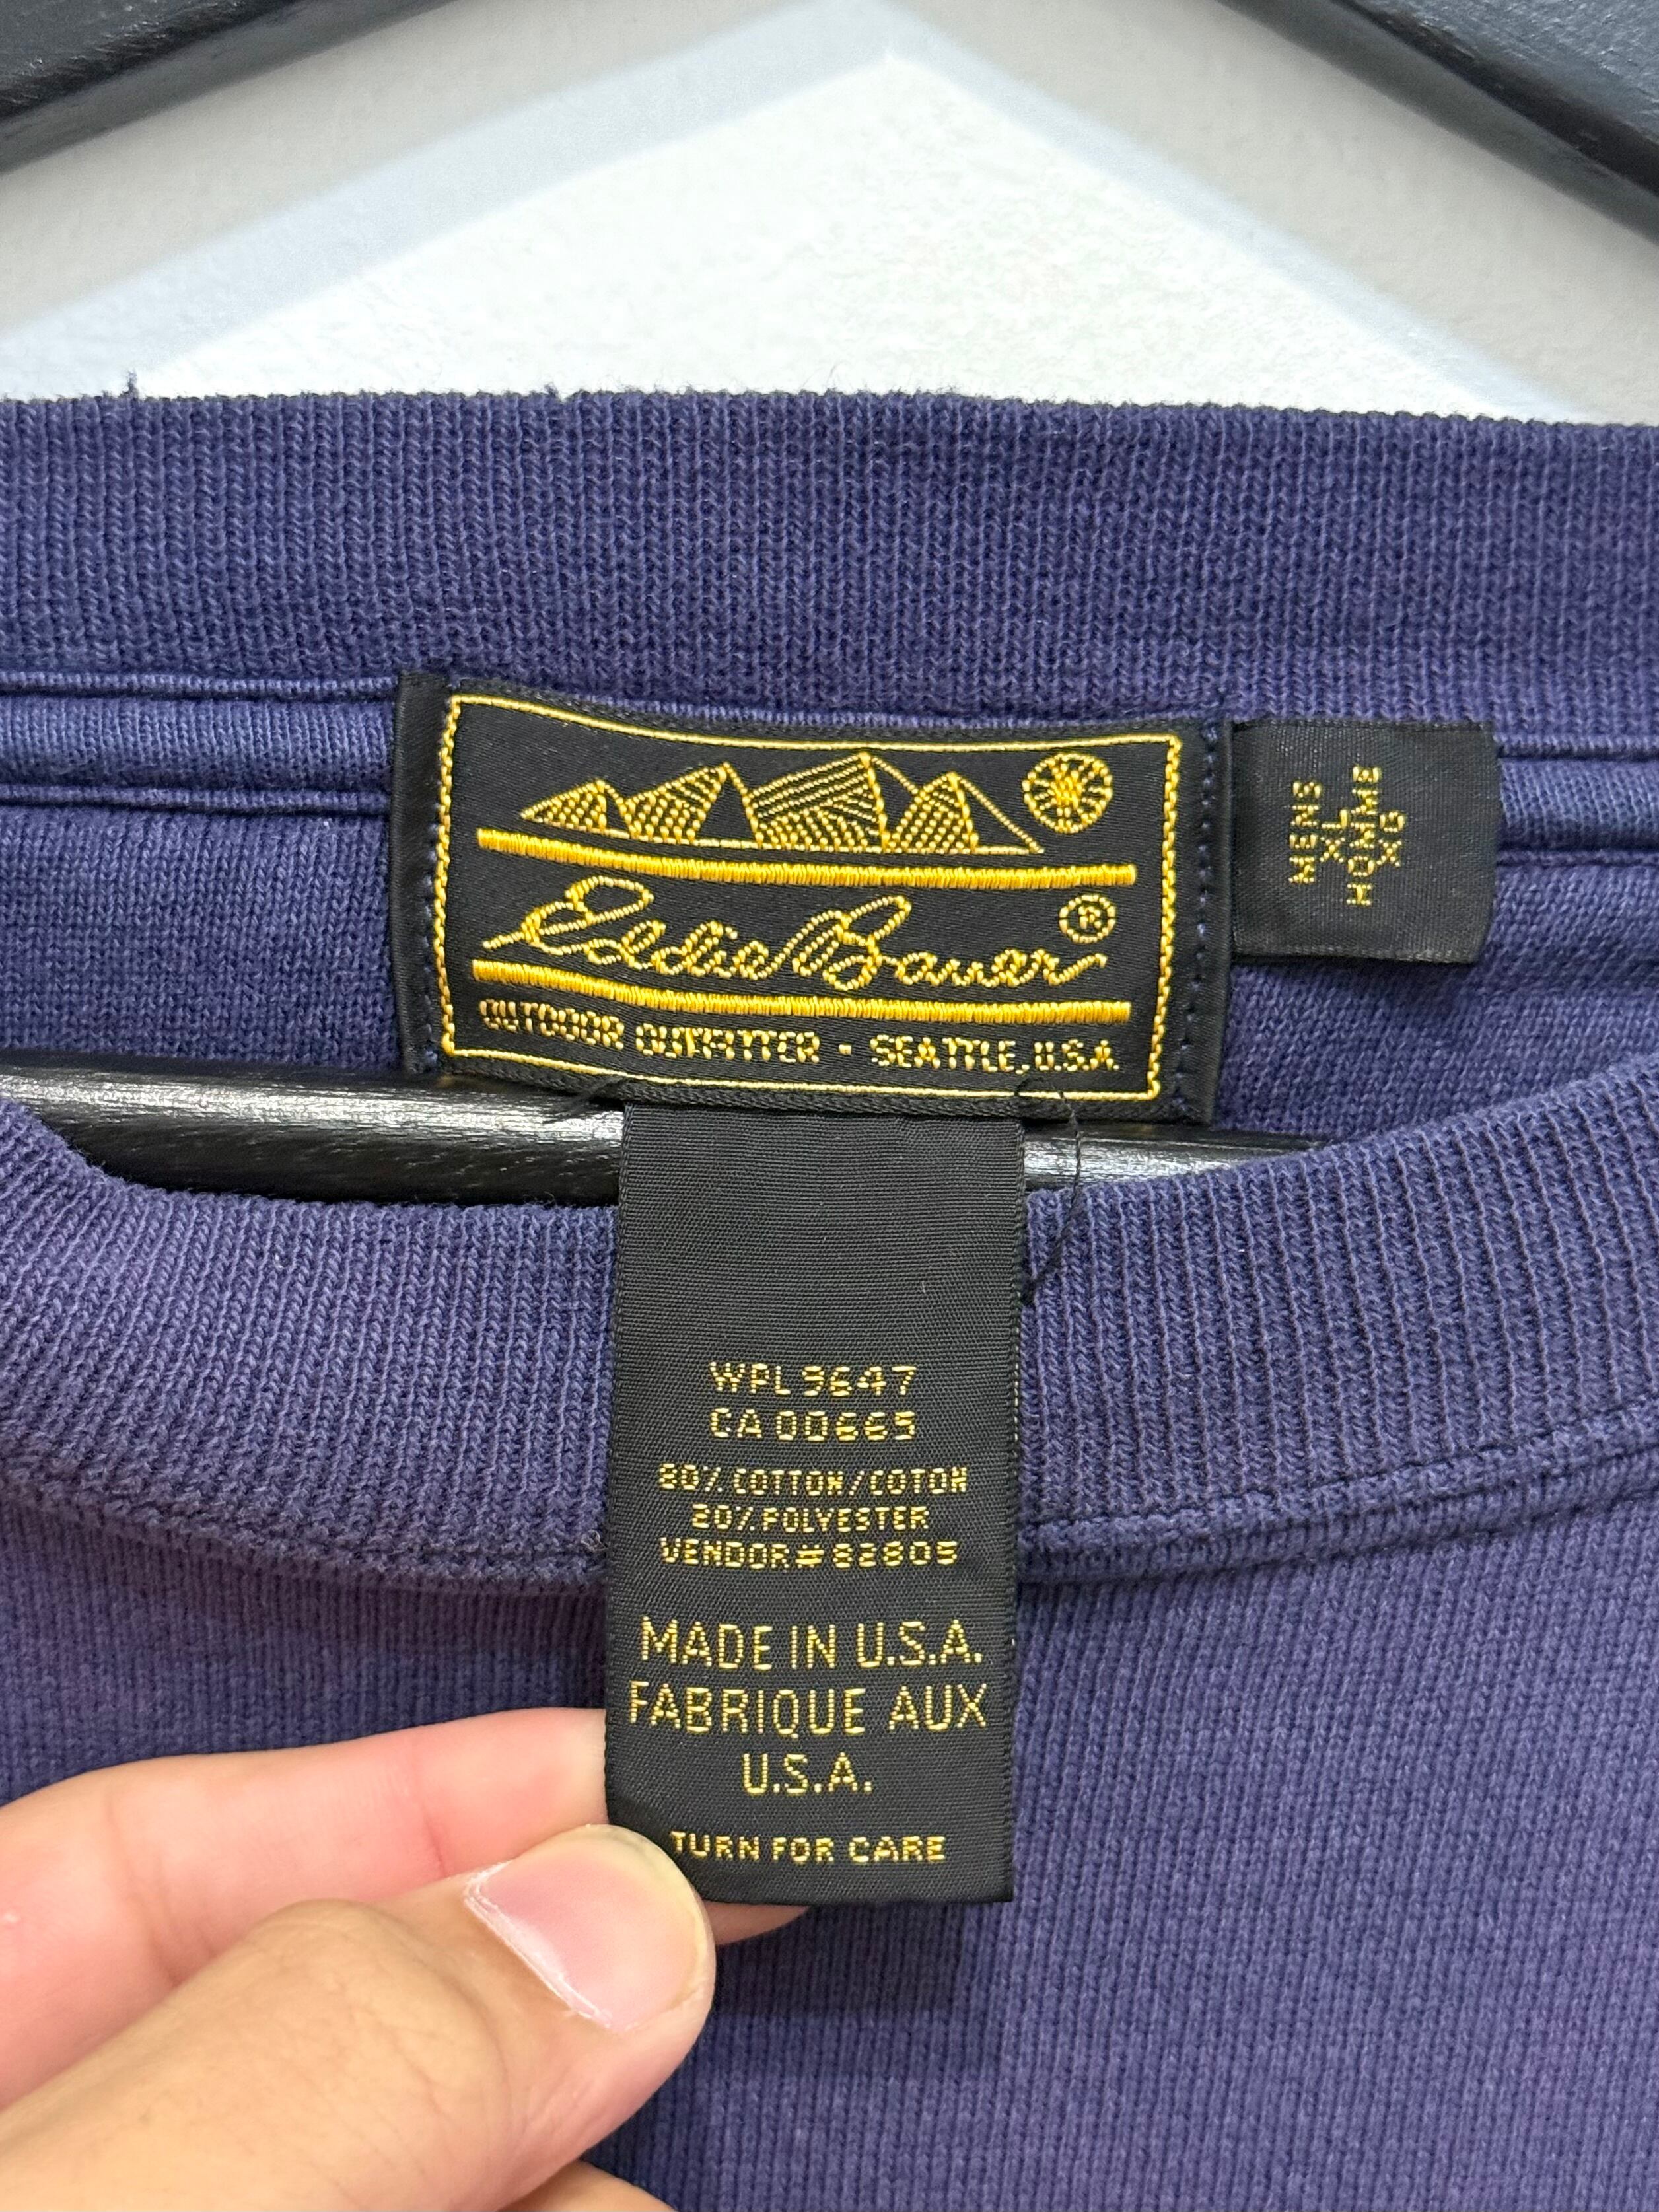 Eddie Bauer®
OUTDOOR OUTFITTER · SEATTLE, U.S.A.
MENS
XL
HOMME
XG
WPL 9647
CA 00665
80% COTTON/COTON
20% POLYESTER
VENDOR# 82805
MADE IN U.S.A.
FABRIQUE AUX
U.S.A.
TURN FOR CARE